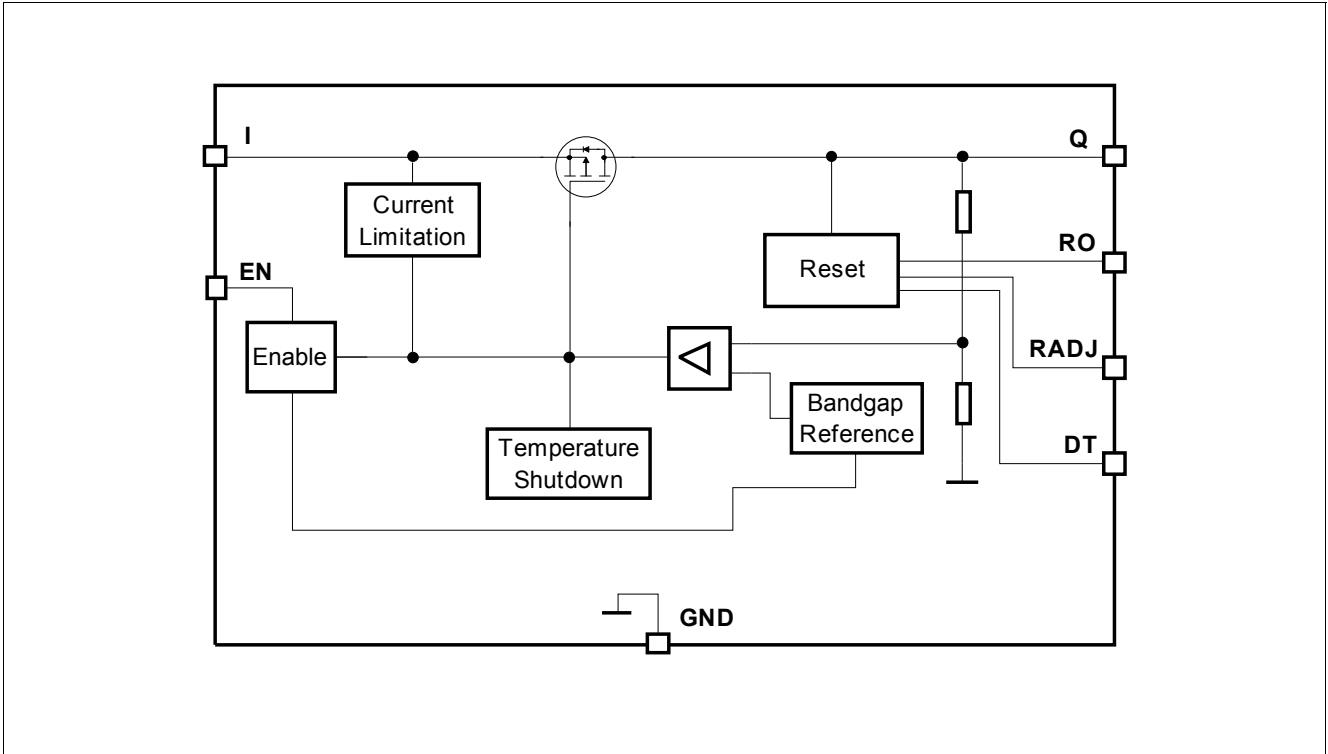 I
Q
Current
Limitation
RO
EN
Reset
Enable
RADJ
Bandgap
Reference
DT
Temperature
Shutdown
GND